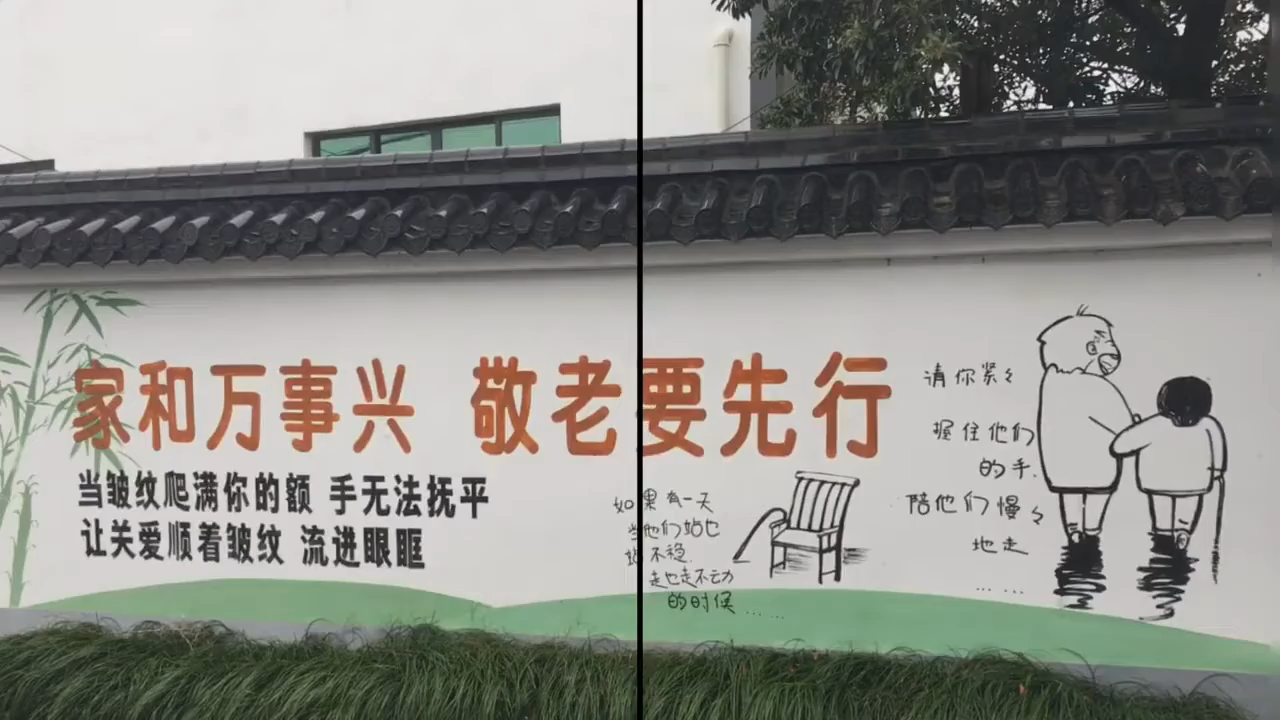 家和万事兴 敬老要先行
当皱纹爬满你的额 手无法抚平
让关爱顺着皱纹 流进眼眶
如果有一天
当他们站也
站不稳.
走也走不动
的时候......
请你紧々
握住他们
的手.
陪他们慢々
地走
......